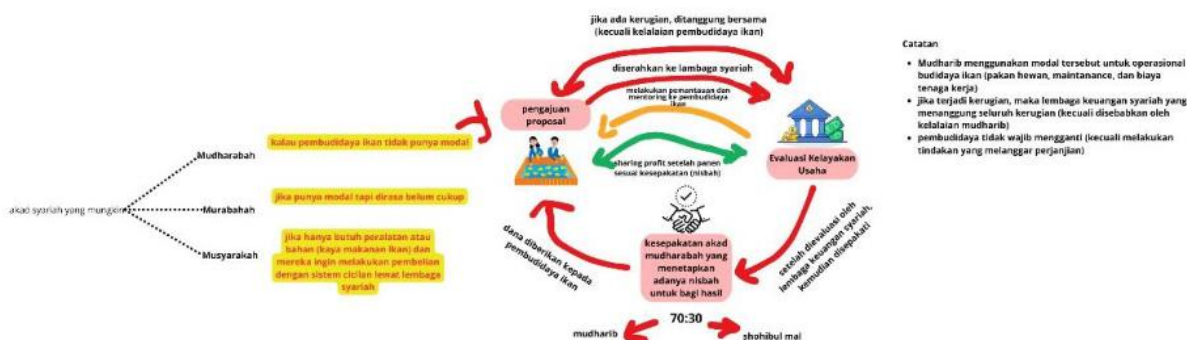 akad syariah yang mungkin
Mudharabah
Murabahah
Musyarakah
kalau pembudidaya ikan tidak punya modal
jika punya modal tapi dirasa belum cukup
jika hanya butuh peralatan atau
bahan (kaya makanan ikan) dan
mereka ingin melakukan pembelian
dengan sistem cicilan lewat lembaga
syariah
jika ada kerugian, ditanggung bersama
(kecuali kelalaian pembudidaya ikan)
diserahkan ke lambaga syariah
melakukan pemantauan dan
mentoring ke pembudidaya
ikan
pengajuan
proposal
sharing profit setelah panen
sesuai kesepakatan (nisbah)
Evaluasi Kelayakan
Usaha
setelah dievaluasi oleh
lembaga keuangan syariah,
kemudian disepakati
kesepakatan akad
mudharabah yang
menetapkan
adanya nisbah
untuk bagi hasil
dana diberikan kepada
pembudidaya ikan
70:30
mudharib
shohibul mal
Catatan
• Mudharib menggunakan modal tersebut untuk operasional
budidaya ikan (pakan hewan, maintanance, dan biaya
tenaga kerja)
• jika terjadi kerugian, maka lembaga keuangan syariah yang
menanggung seluruh kerugian (kecuali disebabkan oleh
kelalaian mudharib)
• pembudidaya tidak wajib mengganti (kecuali melakukan
tindakan yang melanggar perjanjian)